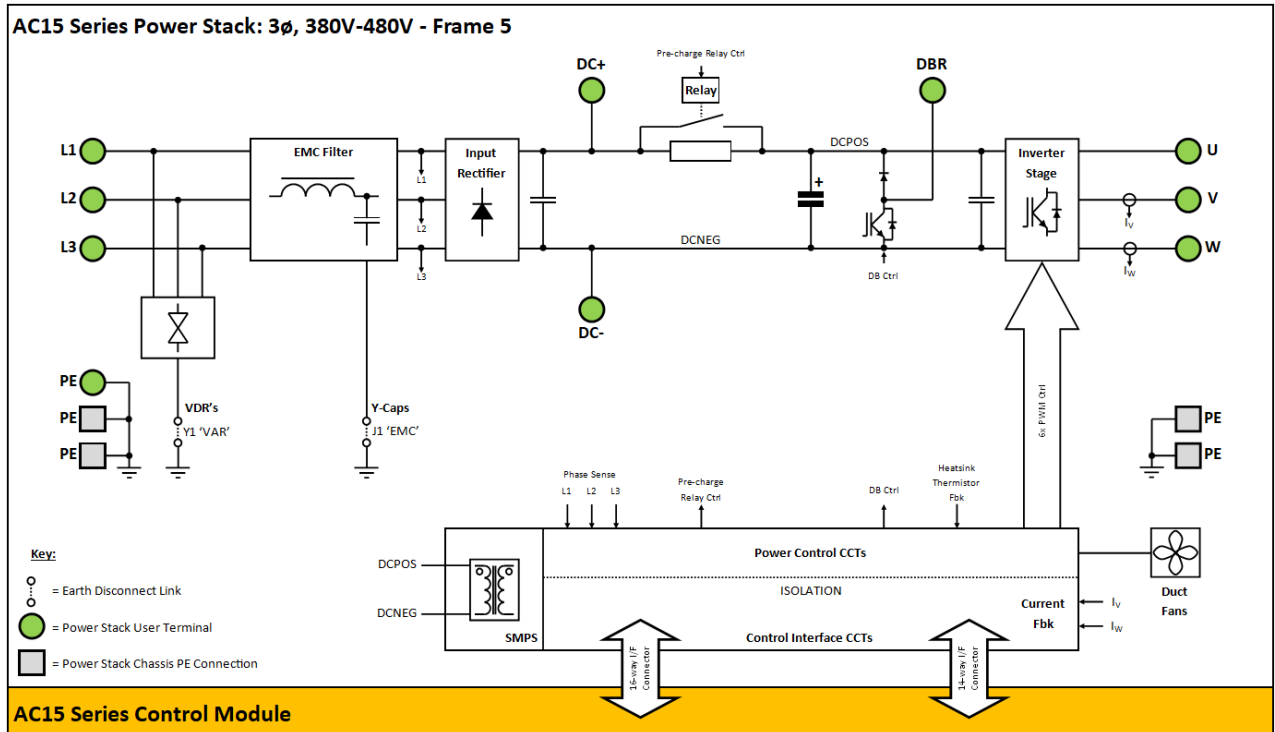 AC15 Series Power Stack: 3ø, 380V-480V - Frame 5
Pre-charge Relay Ctrl
DC+
Relay
DBR
L1
EMC Filter
L1
Input
Rectifier
DCPOS
Inverter
Stage
U
L2
L2
+
V
IV
L3
L3
DCNEG
DB Ctrl
W
IW
DC-
PE
PE
PE
VDR's
Y1 ‘VAR’
Y-Caps
J1 ‘EMC’
6x PWM Ctrl
PE
PE
Phase Sense
L1 L2 L3
Pre-charge
Relay Ctrl
DB Ctrl
Heatsink
Thermistor
Fbk
Key:
= Earth Disconnect Link
= Power Stack User Terminal
= Power Stack Chassis PE Connection
DCPOS
DCNEG
SMPS
Power Control CCTs
ISOLATION
Control Interface CCTs
Current
Fbk
IV
IW
Duct
Fans
16-way I/F
Connector
14-way I/F
Connector
AC15 Series Control Module